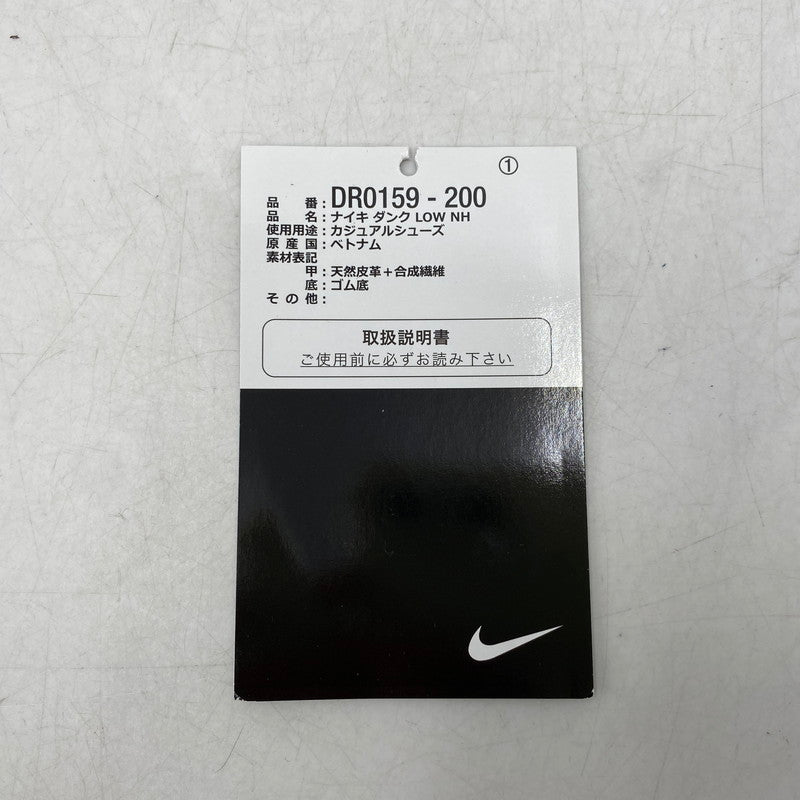 ①
品番：DR0159 - 200
品名：ナイキ ダンク LOW NH
使用用途：カジュアルシューズ
原産国：ベトナム
素材表記
甲：天然皮革＋合成繊維
底：ゴム底
その他：
取扱説明書
ご使用前に必ずお読み下さい